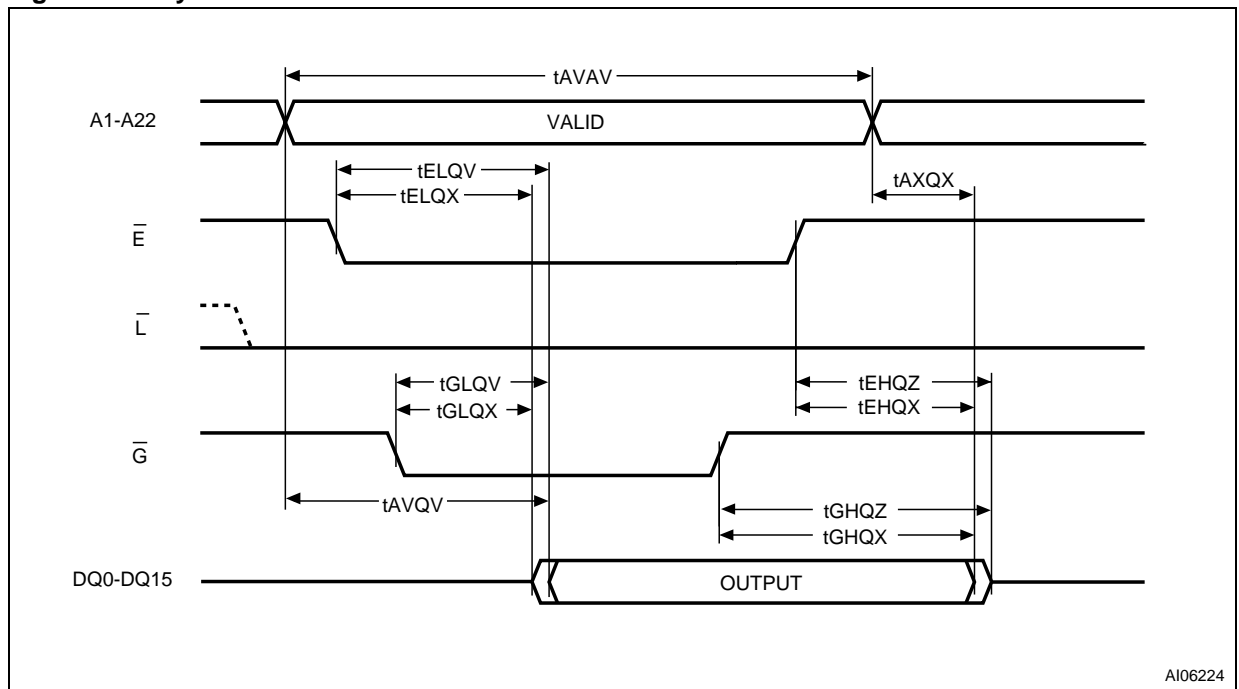 tAVAV
A1-A22
VALID
tELQV
tELQX
tAXQX
E
L
tGLQV
tGLQX
tEHQZ
tEHQX
G
tAVQV
tGHQZ
tGHQX
DQ0-DQ15
OUTPUT
AI06224